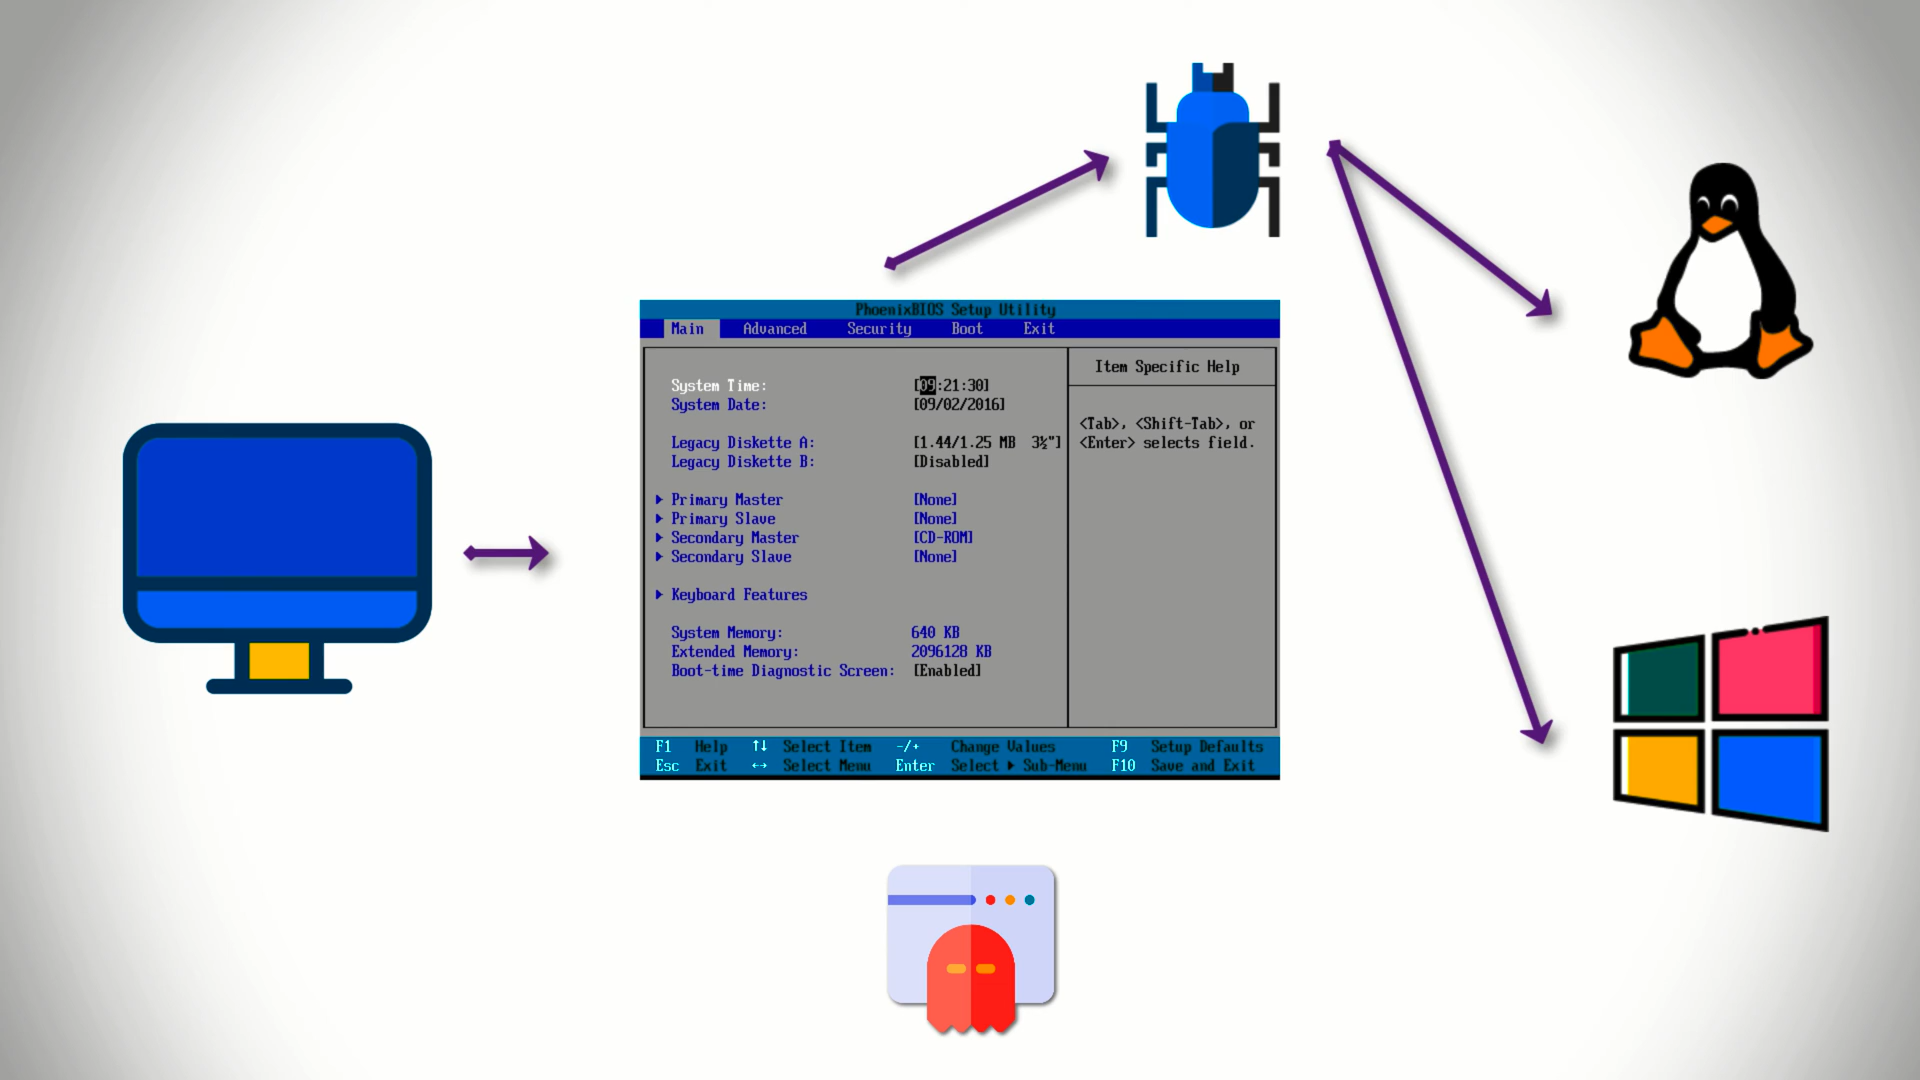 PhoenixBIOS Setup Utility
Main Advanced Security Boot Exit
System Time: [09:21:30]
System Date: [09/02/2016]
Legacy Diskette A: [1.44/1.25 MB 3½"]
Legacy Diskette B: [Disabled]
Primary Master [None]
Primary Slave [None]
Secondary Master [CD-ROM]
Secondary Slave [None]
Keyboard Features
System Memory: 640 KB
Extended Memory: 2096128 KB
Boot-time Diagnostic Screen: [Enabled]
Item Specific Help
<Tab>, <Shift-Tab>, or
<Enter> selects field.
F1 Help ↑↓ Select Item -/+ Change Values F9 Setup Defaults
Esc Exit ↔ Select Menu Enter Select ▶ Sub-Menu F10 Save and Exit